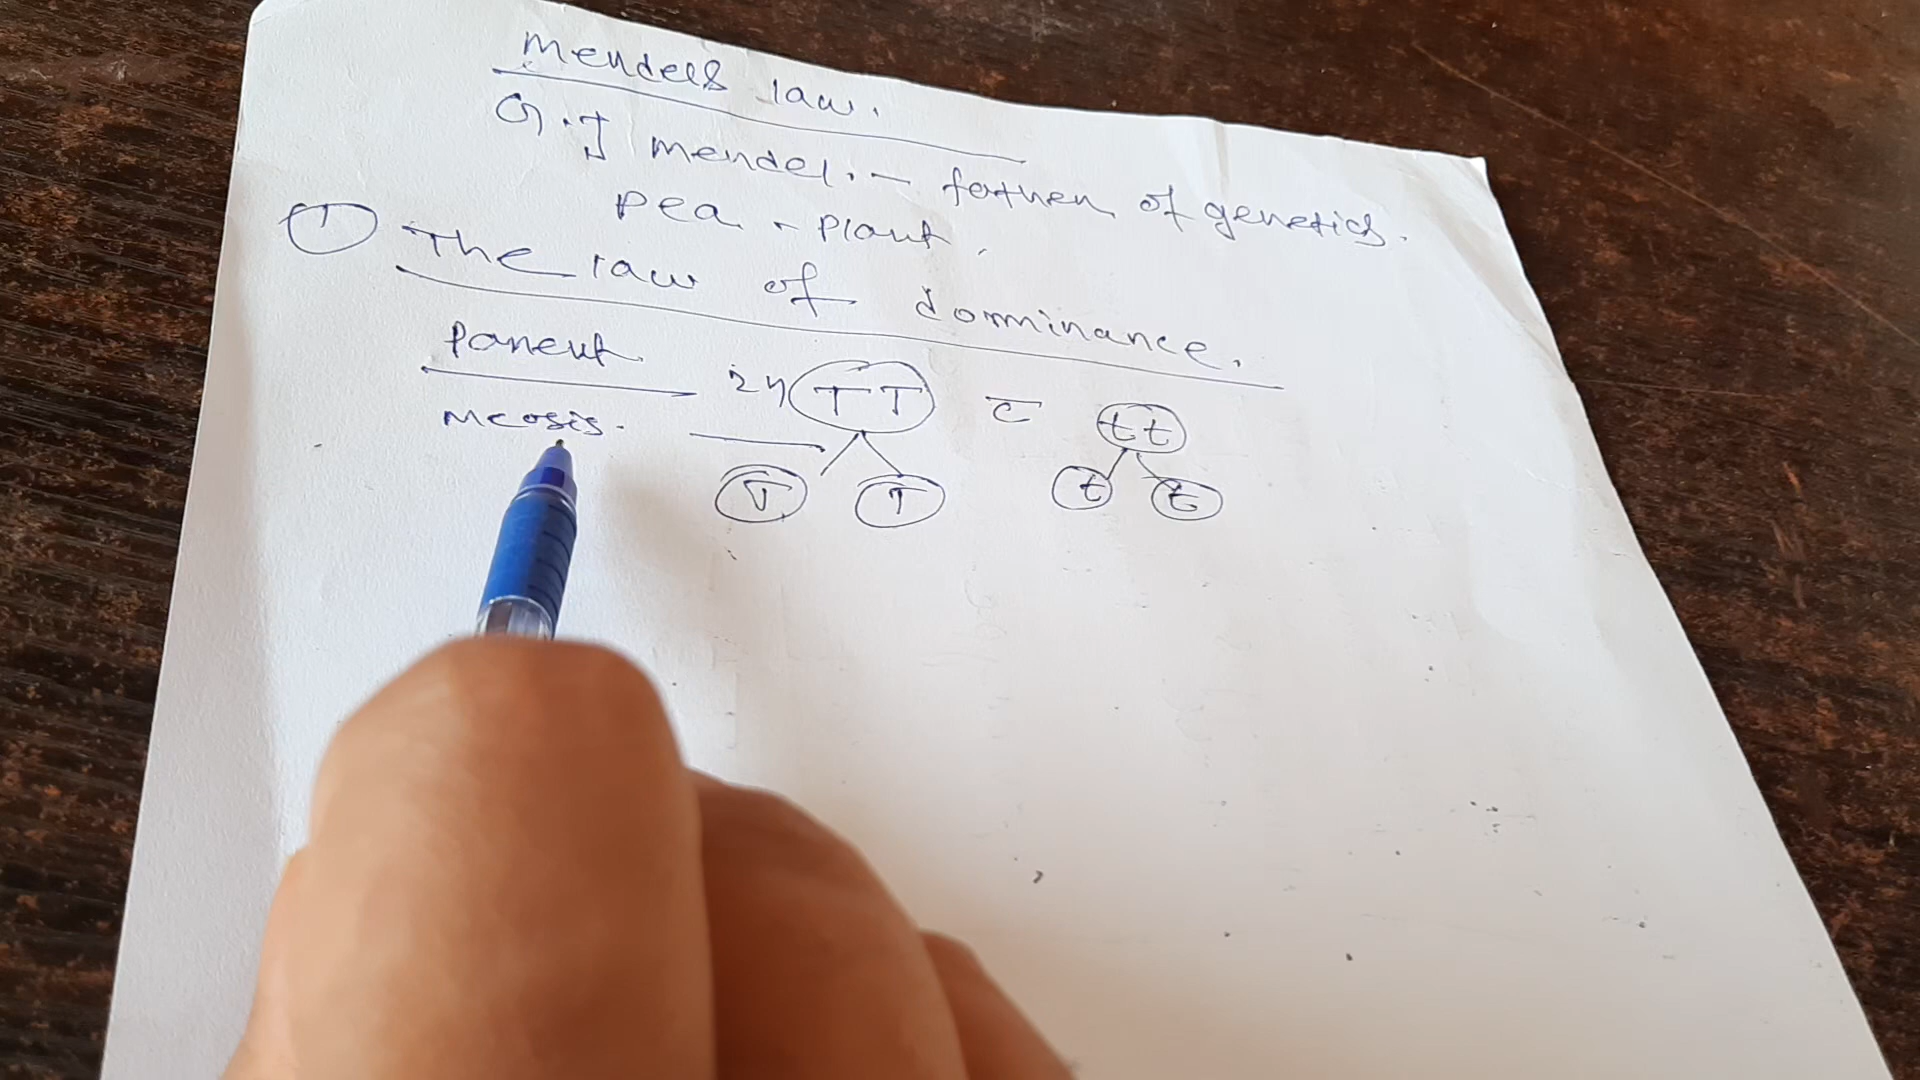 Mendels law.
G.J mendel. - father of genetics.
pea - plant.
① The law of dominance.
Parent 2n TT c̅ tt
Meosis. T T t t